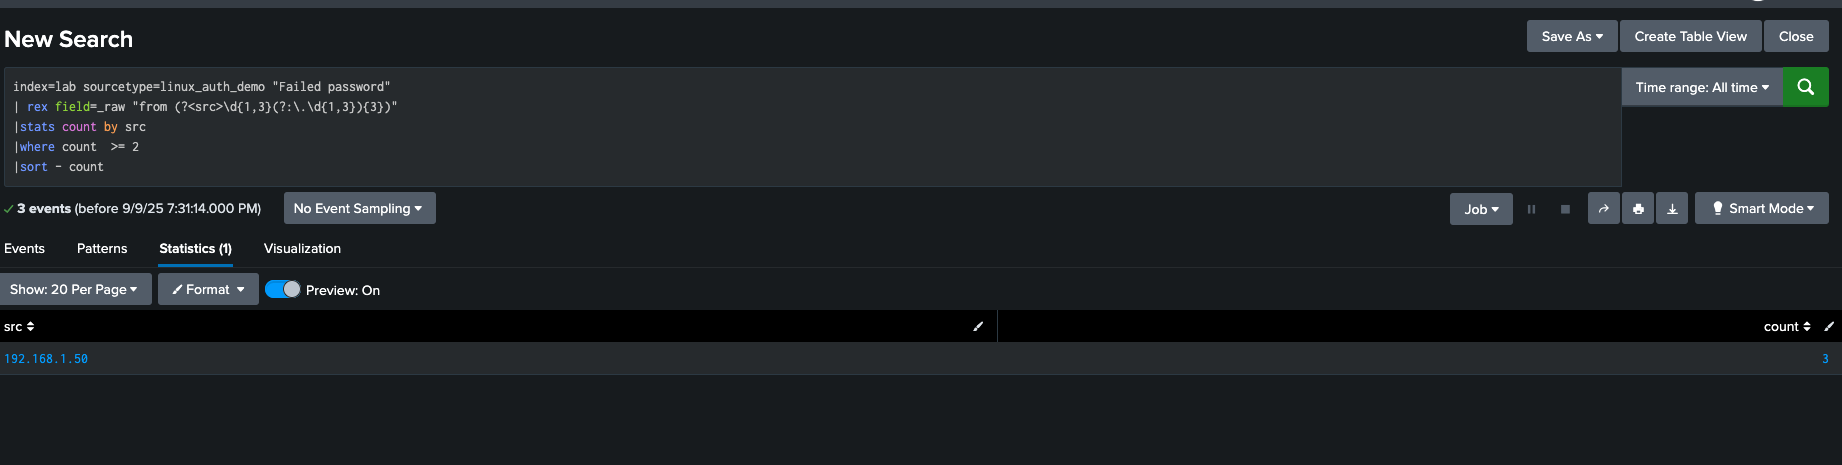 New Search
Save As
Create Table View
Close
index=lab sourcetype=linux_auth_demo "Failed password"
| rex field=_raw "from (?<src>\d{1,3}(?:\.\d{1,3}){3})"
|stats count by src
|where count  >= 2
|sort - count
Time range: All time
✓ 3 events (before 9/9/25 7:31:14.000 PM)
No Event Sampling
Job
Smart Mode
Events
Patterns
Statistics (1)
Visualization
Show: 20 Per Page
Format
Preview: On
src
count
192.168.1.50
3